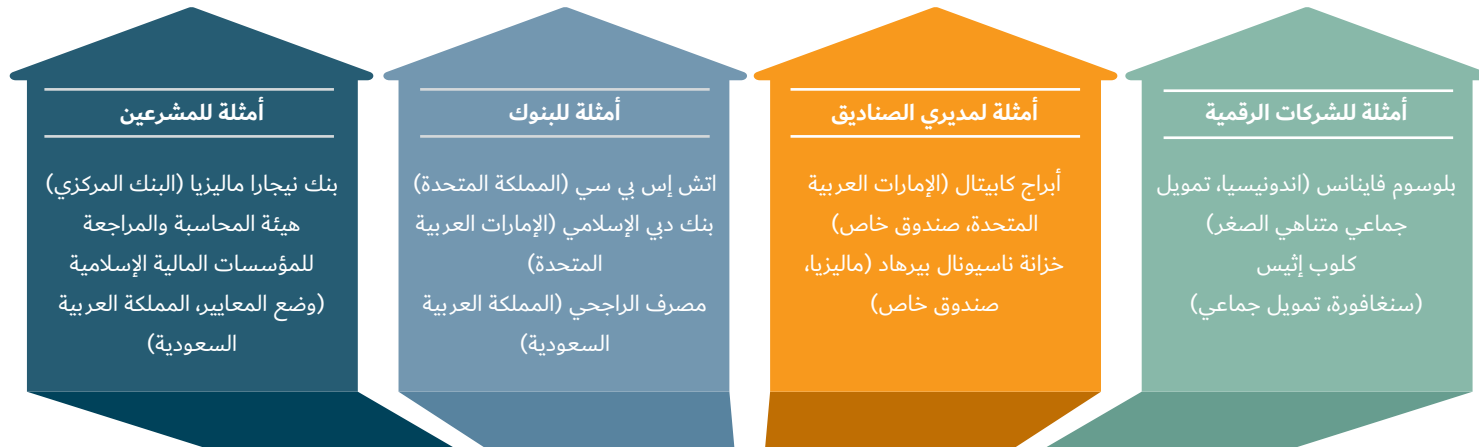 أمثلة للشركات الرقمية
بلوسوم فاينانس (اندونيسيا، تمويل
جماعي متناهي الصغر)
كلوب إثيس
(سنغافورة، تمويل جماعي)
أمثلة لمديري الصناديق
أبراج كابيتال (الإمارات العربية
المتحدة، صندوق خاص)
خزانة ناسيونال بيرهاد (ماليزيا،
صندوق خاص)
أمثلة للبنوك
اتش إس بي سي (المملكة المتحدة)
بنك دبي الإسلامي (الإمارات العربية
المتحدة)
مصرف الراجحي (المملكة العربية
السعودية)
أمثلة للمشرعين
بنك نيجارا ماليزيا (البنك المركزي)
هيئة المحاسبة والمراجعة
للمؤسسات المالية الإسلامية
(وضع المعايير، المملكة العربية
السعودية)